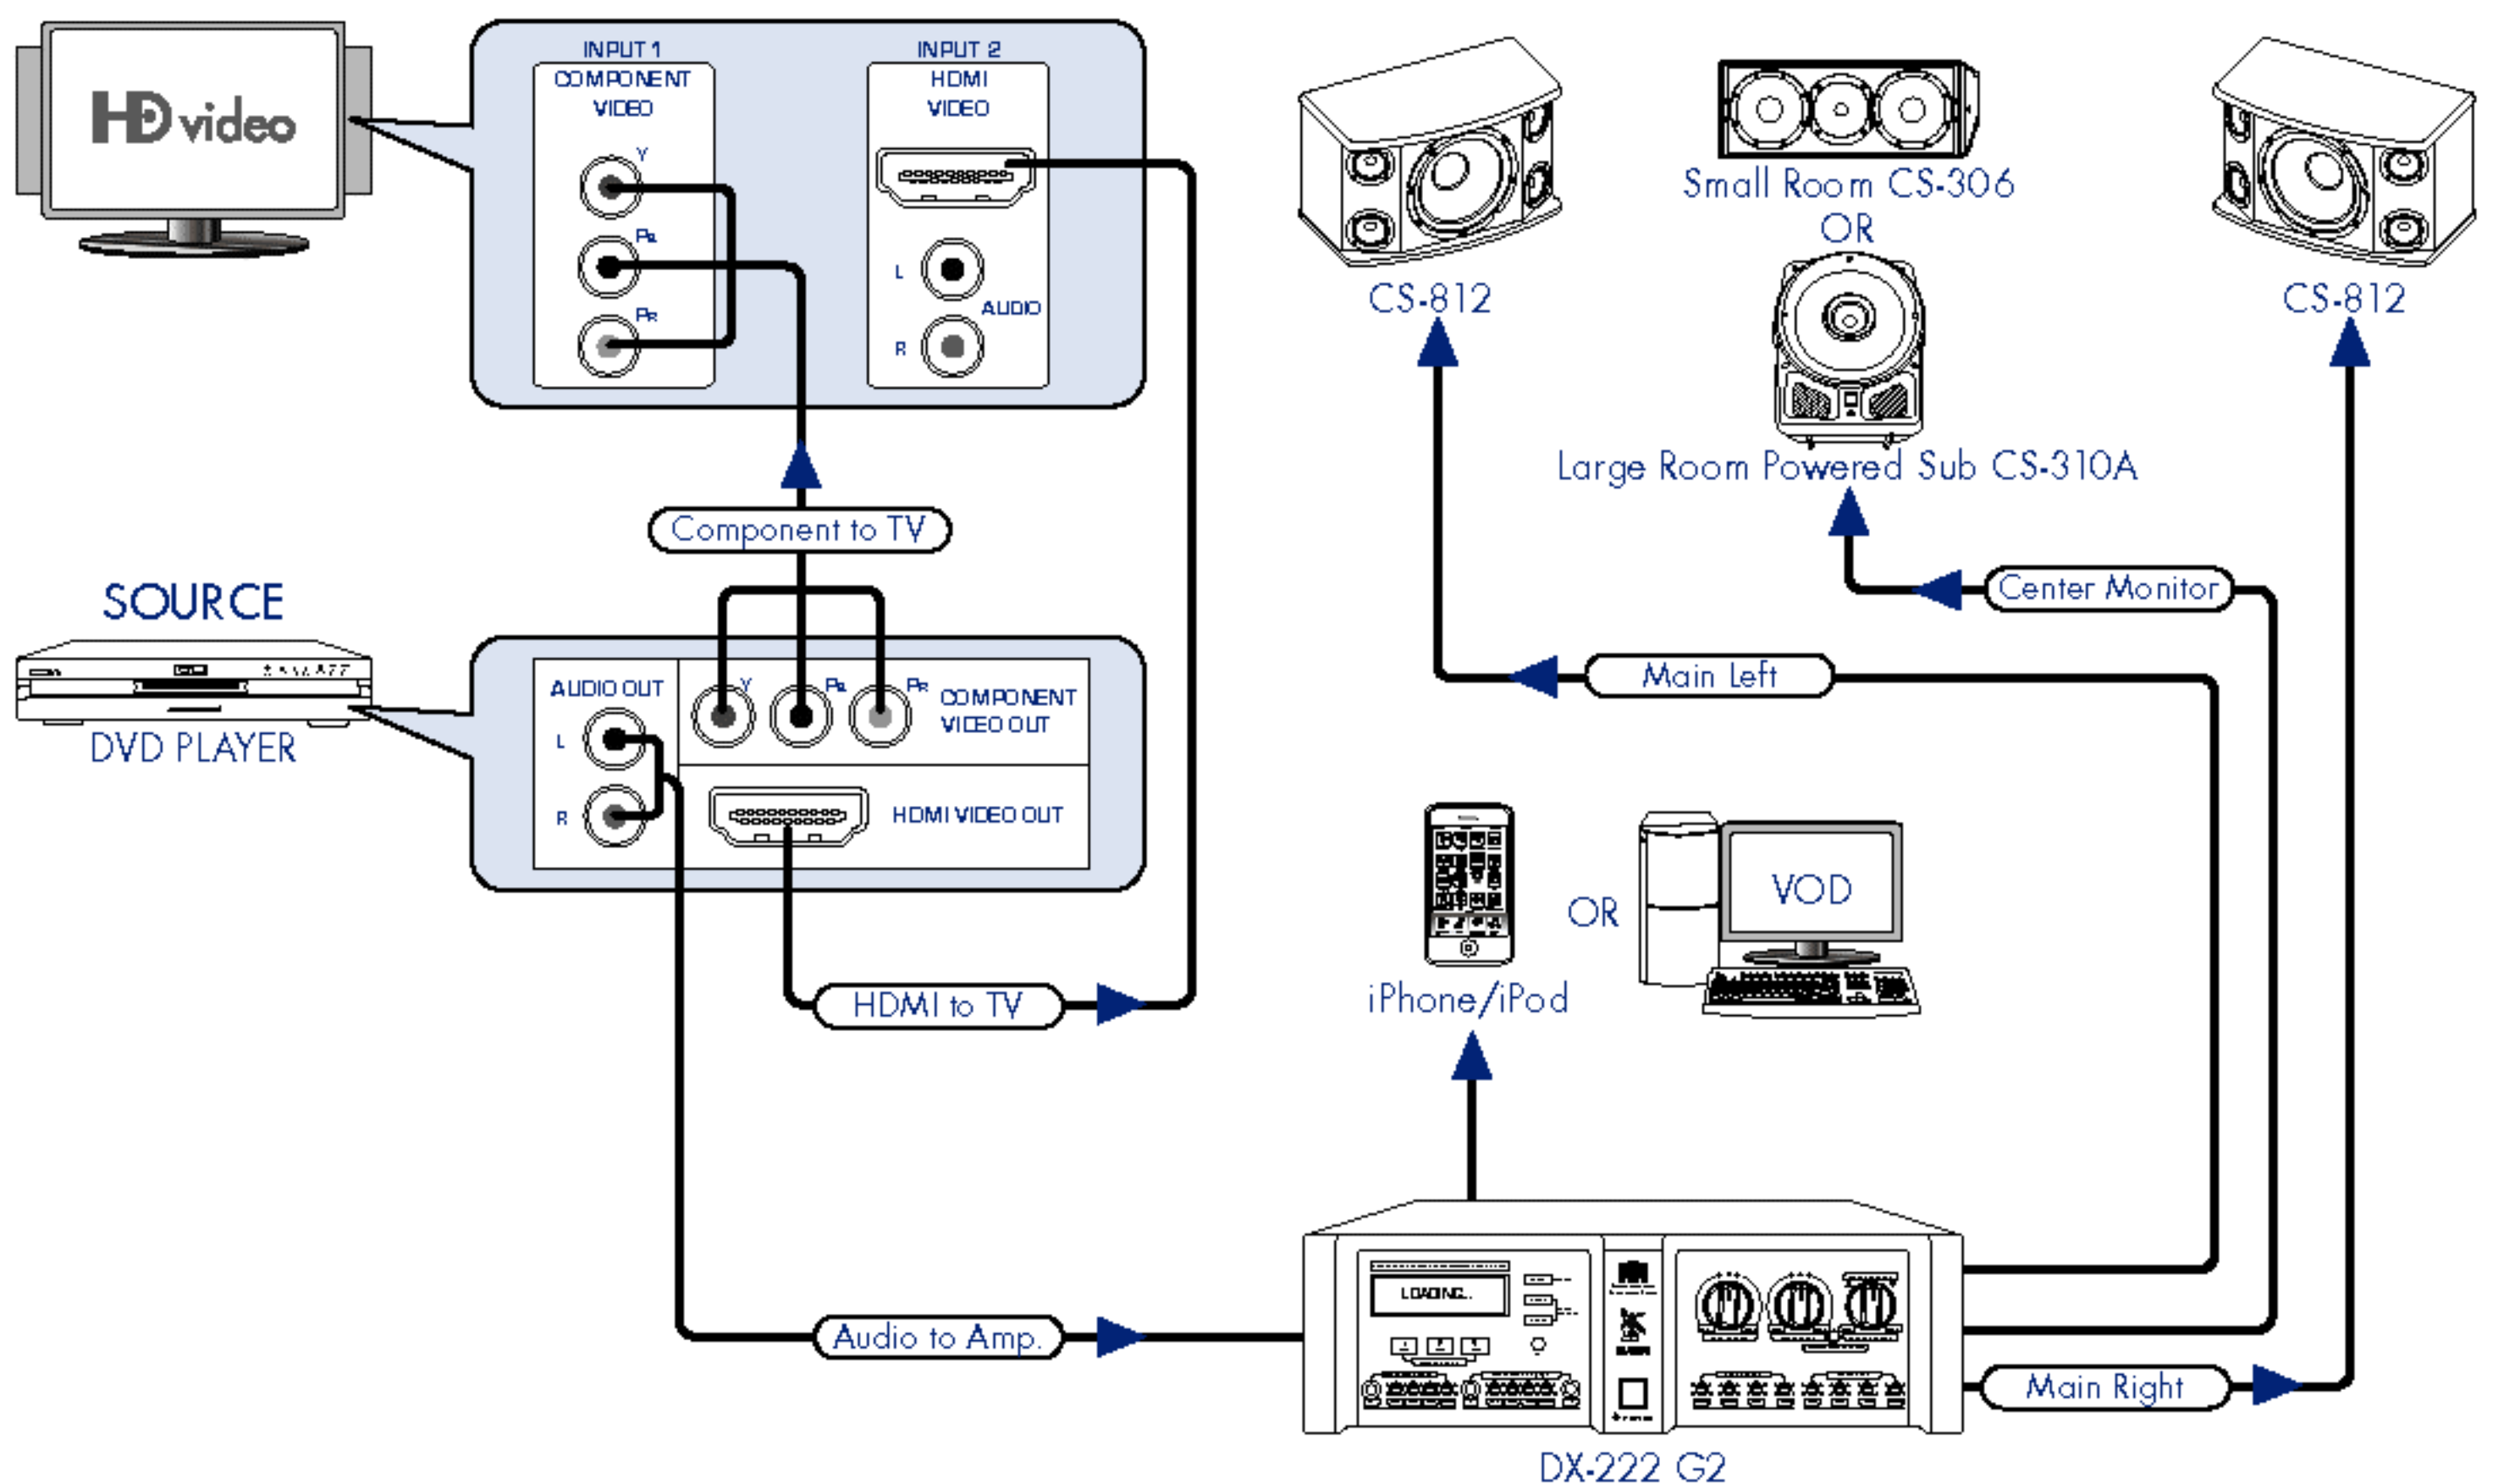 HD video
INPUT 1
COMPONENT
VIDEO
Y
PB
PR
INPUT 2
HDMI
VIDEO
L
AUDIO
R
CS-812
Small Room CS-306
OR
Large Room Powered Sub CS-310A
CS-812
Component to TV
Center Monitor
Main Left
SOURCE
DVD PLAYER
AUDIO OUT
L
R
Y
PB
PR
COMPONENT
VIDEO OUT
HDMI VIDEO OUT
HDMI to TV
iPhone/iPod
OR
VOD
Audio to Amp.
LOADING..
Main Right
DX-222 G2